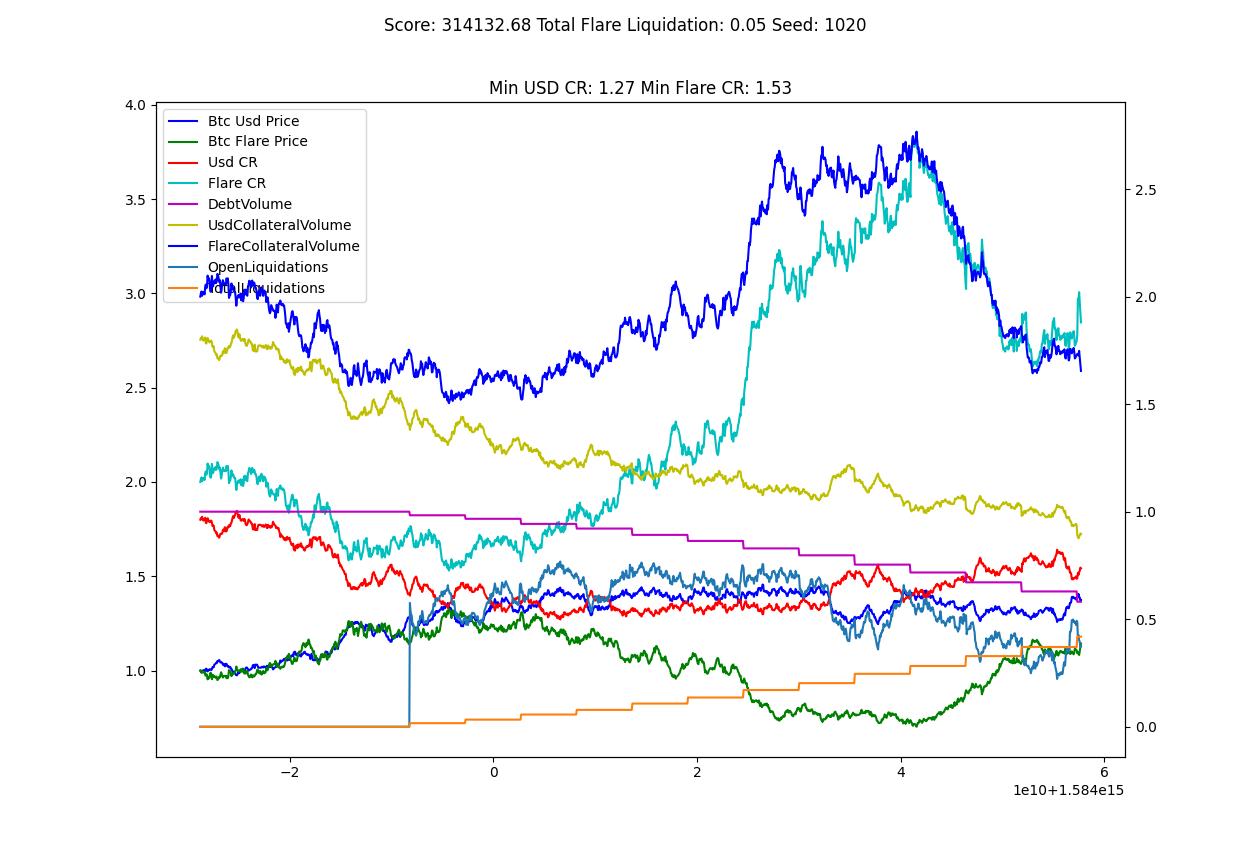 Score: 314132.68 Total Flare Liquidation: 0.05 Seed: 1020
Min USD CR: 1.27 Min Flare CR: 1.53
4.0
3.5
3.0
2.5
2.0
1.5
1.0
Btc Usd Price
Btc Flare Price
Usd CR
Flare CR
DebtVolume
UsdCollateralVolume
FlareCollateralVolume
OpenLiquidations
TotalLiquidations
2.5
2.0
1.5
1.0
0.5
0.0
−2 0 2 4 6
1e10+1.584e15